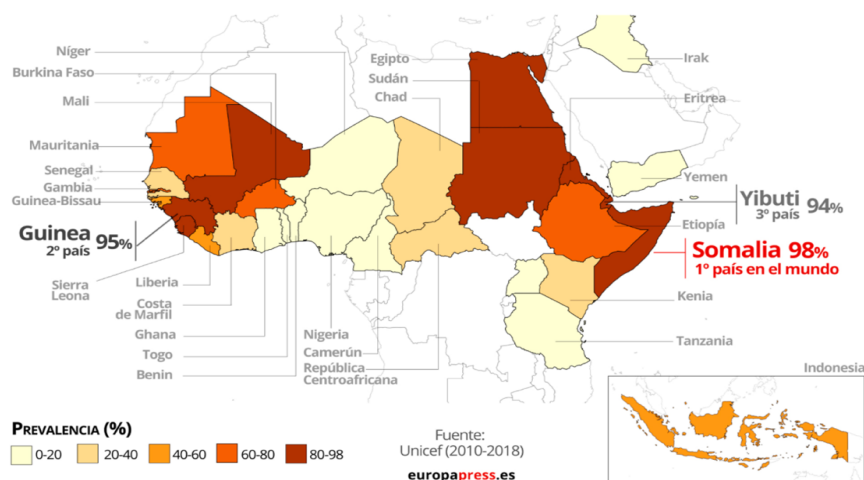 Níger
Burkina Faso
Mali
Mauritania
Senegal
Gambia
Guinea-Bissau
Guinea 95%
2º país
Sierra
Leona
Liberia
Costa
de Marfil
Ghana
Togo
Benin
Nigeria
Camerún
República
Centroafricana
Egipto
Sudán
Chad
Irak
Eritrea
Yemen
Yibuti 94%
3º país
Etiopía
Somalia 98%
1º país en el mundo
Kenia
Tanzania
Indonesia
PREVALENCIA (%)
0-20 20-40 40-60 60-80 80-98
Fuente:
Unicef (2010-2018)
europapress.es